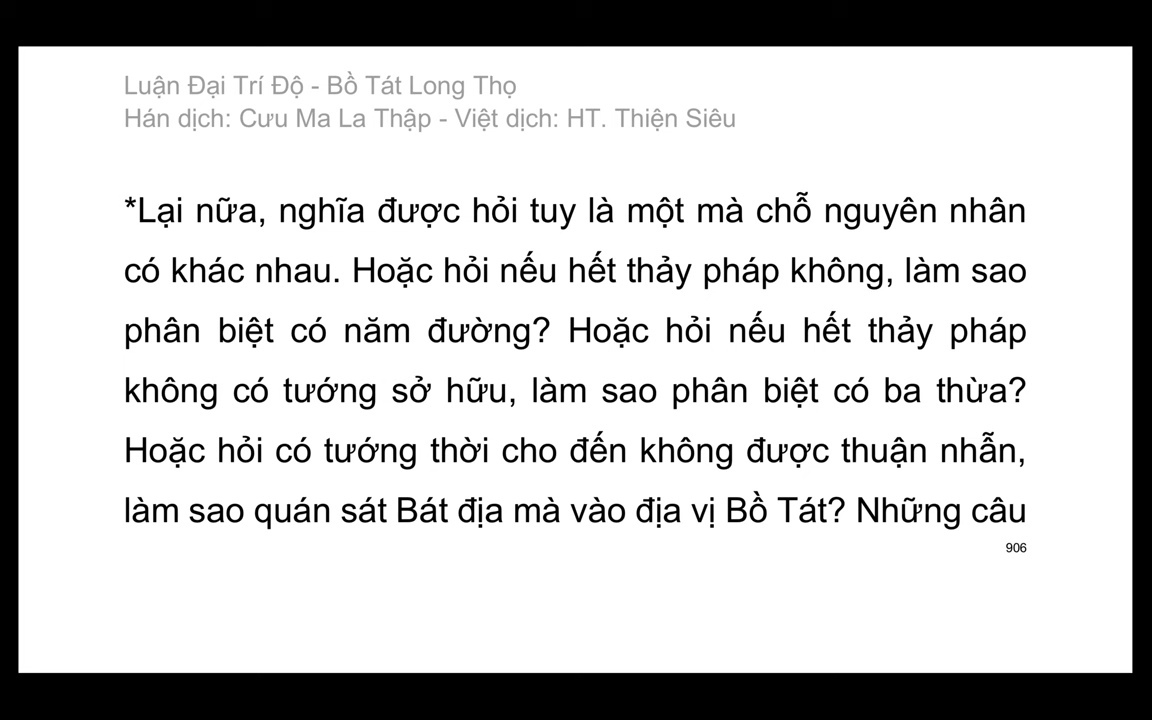 Luận Đại Trí Độ - Bồ Tát Long Thọ
Hán dịch: Cưu Ma La Thập - Việt dịch: HT. Thiện Siêu
*Lại nữa, nghĩa được hỏi tuy là một mà chỗ nguyên nhân
có khác nhau. Hoặc hỏi nếu hết thảy pháp không, làm sao
phân biệt có năm đường? Hoặc hỏi nếu hết thảy pháp
không có tướng sở hữu, làm sao phân biệt có ba thừa?
Hoặc hỏi có tướng thời cho đến không được thuận nhẫn,
làm sao quán sát Bát địa mà vào địa vị Bồ Tát? Những câu
906